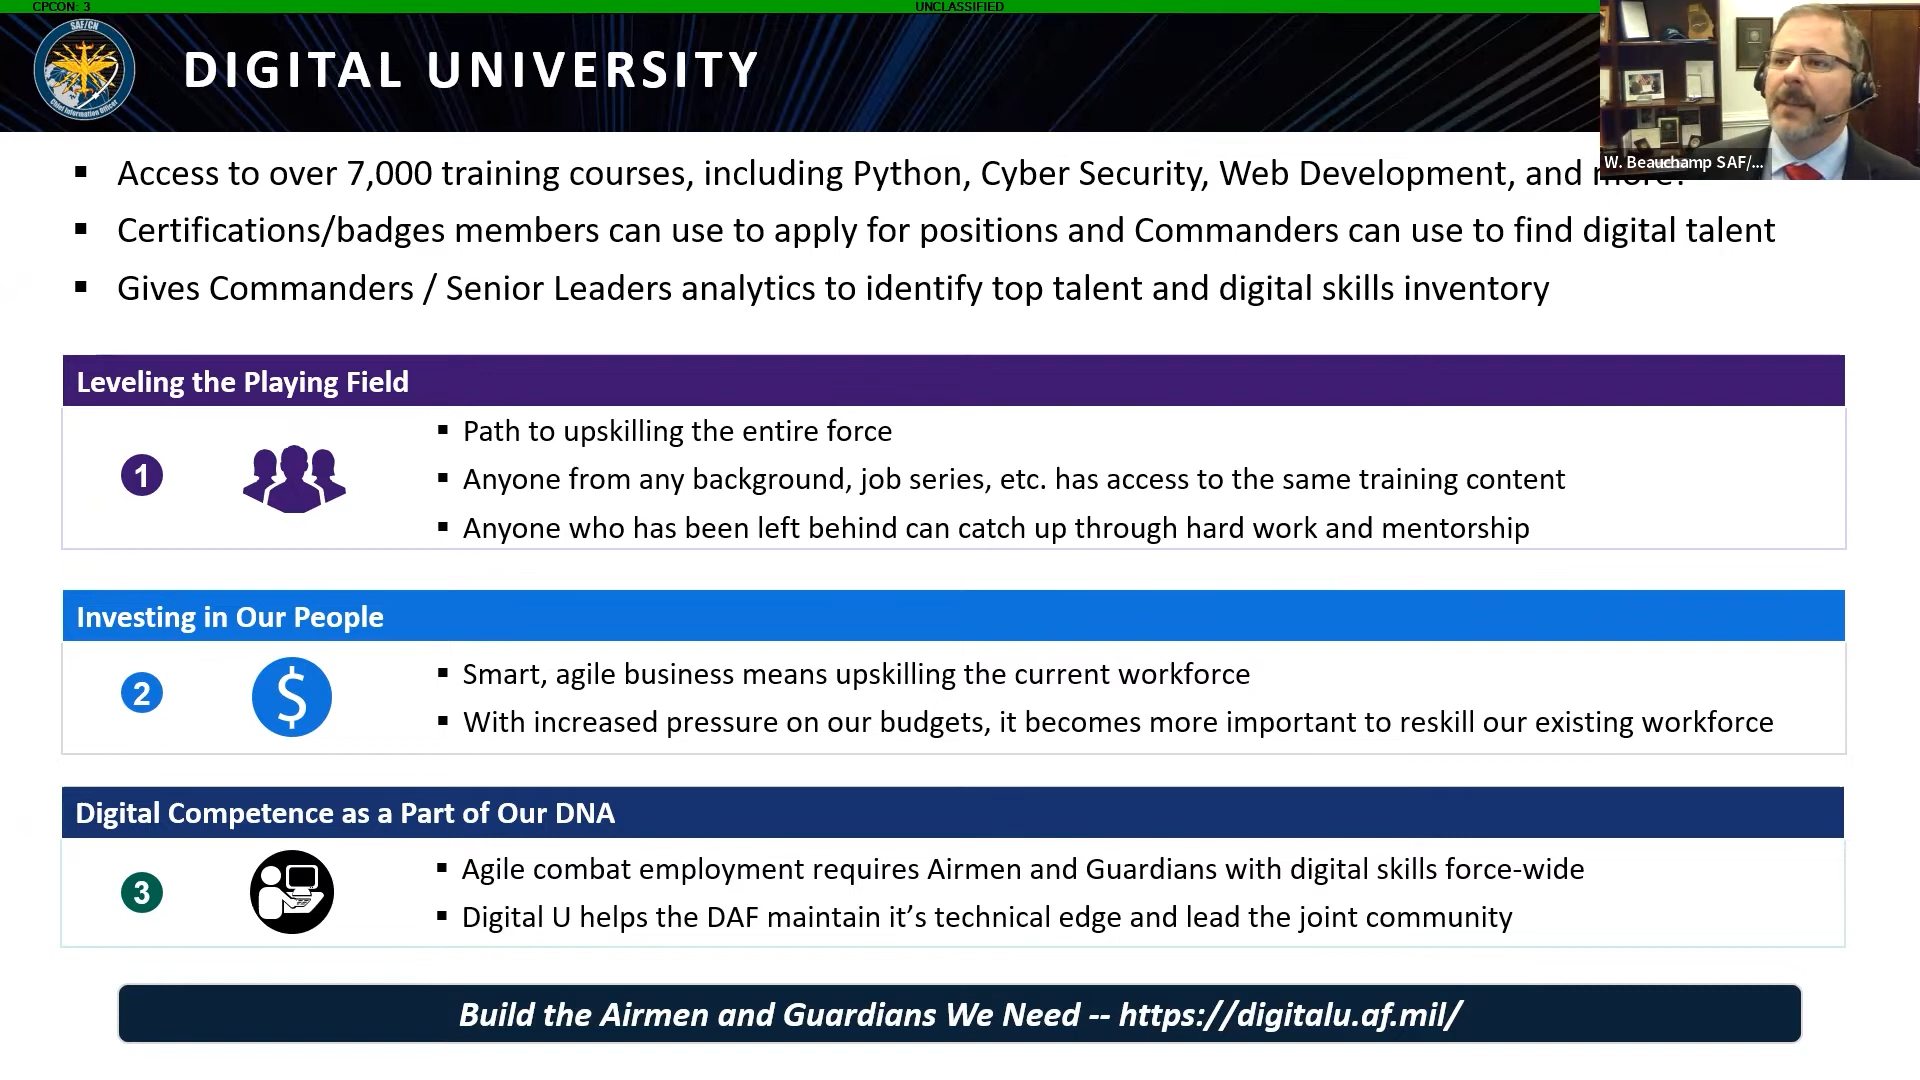 CPCON: 3
UNCLASSIFIED
SAF/CN
Chief Information Officer
DIGITAL UNIVERSITY
W. Beauchamp SAF/...
▪ Access to over 7,000 training courses, including Python, Cyber Security, Web Development, and more!
▪ Certifications/badges members can use to apply for positions and Commanders can use to find digital talent
▪ Gives Commanders / Senior Leaders analytics to identify top talent and digital skills inventory
Leveling the Playing Field
1
▪ Path to upskilling the entire force
▪ Anyone from any background, job series, etc. has access to the same training content
▪ Anyone who has been left behind can catch up through hard work and mentorship
Investing in Our People
2
$
▪ Smart, agile business means upskilling the current workforce
▪ With increased pressure on our budgets, it becomes more important to reskill our existing workforce
Digital Competence as a Part of Our DNA
3
▪ Agile combat employment requires Airmen and Guardians with digital skills force-wide
▪ Digital U helps the DAF maintain it’s technical edge and lead the joint community
Build the Airmen and Guardians We Need -- https://digitalu.af.mil/